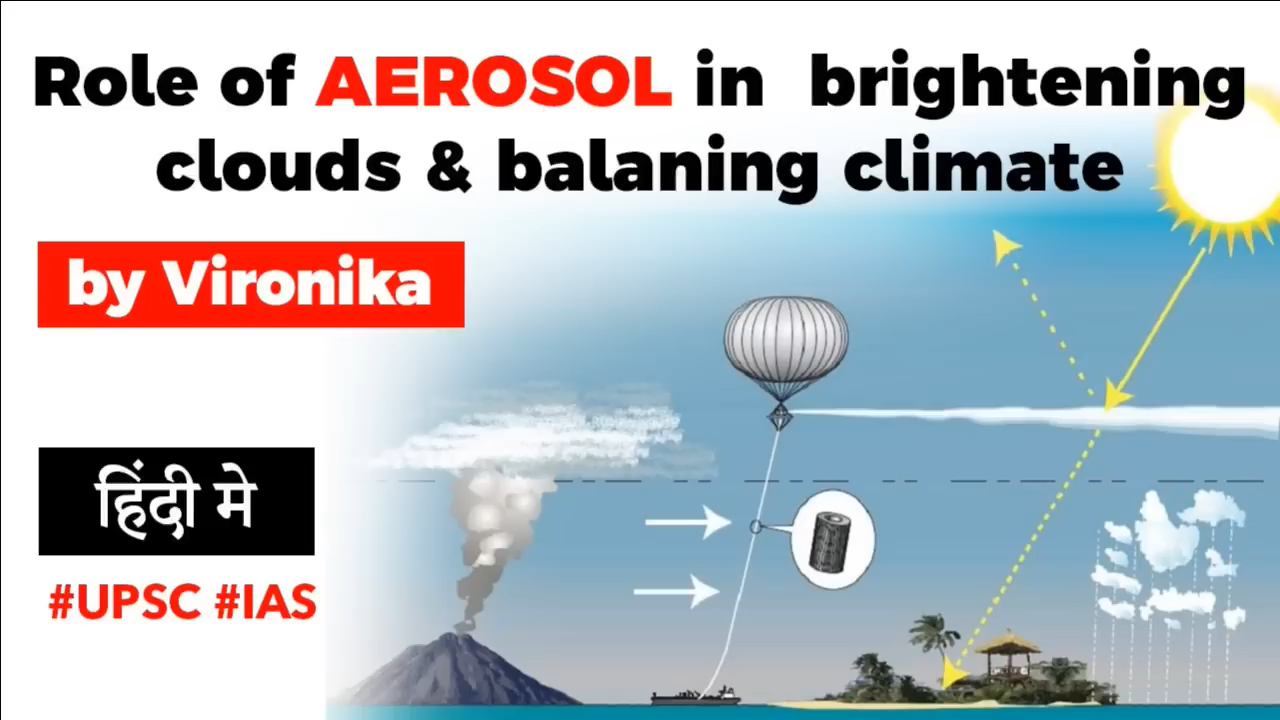 Role of AEROSOL in brightening
clouds & balaning climate
by Vironika
हिंदी मे
#UPSC #IAS